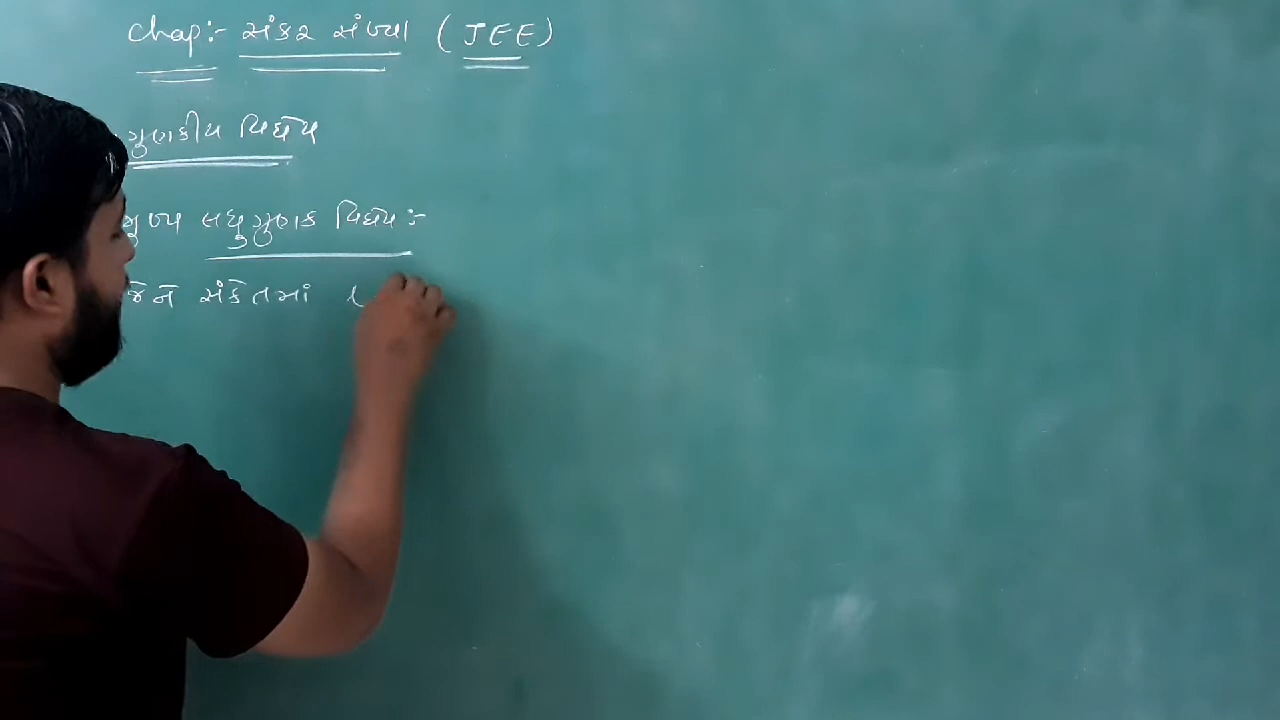 Chap:- સંકર સંખ્યા (JEE)
ગુણકીય વિધેય
મુખ્ય લઘુગુણક વિધેય :-
જેને સંકેતમાં